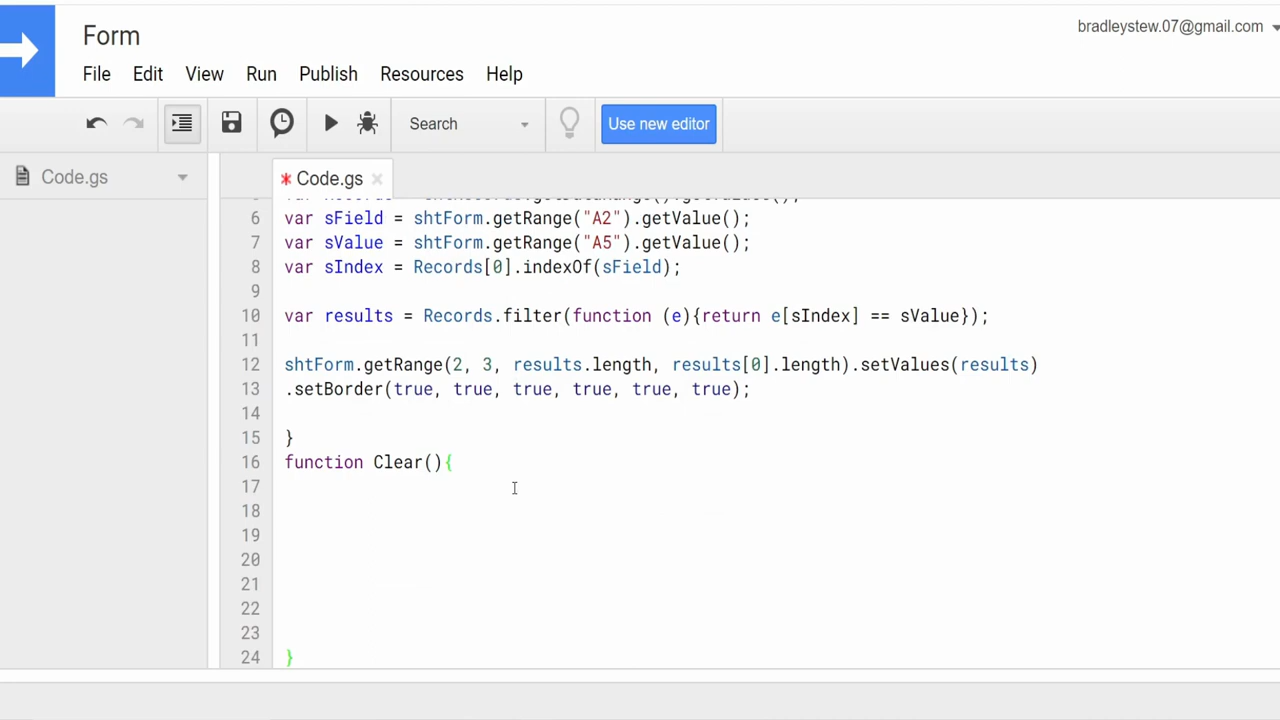 Form
bradleystew.07@gmail.com
File Edit View Run Publish Resources Help
Search
Use new editor
Code.gs
* Code.gs
6 var sField = shtForm.getRange("A2").getValue();
7 var sValue = shtForm.getRange("A5").getValue();
8 var sIndex = Records[0].indexOf(sField);
9
10 var results = Records.filter(function (e){return e[sIndex] == sValue});
11
12 shtForm.getRange(2, 3, results.length, results[0].length).setValues(results)
13 .setBorder(true, true, true, true, true, true);
14
15 }
16 function Clear(){
17
18
19
20
21
22
23
24 }